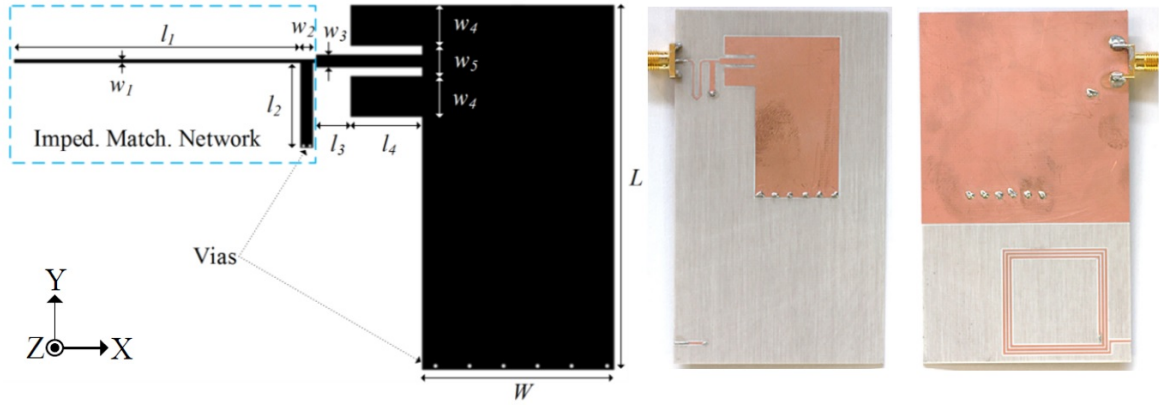 l1
w2
w3
w4
w1
w5
l2
w4
Imped. Match. Network
l3
l4
L
Vias
Y
Z
X
W